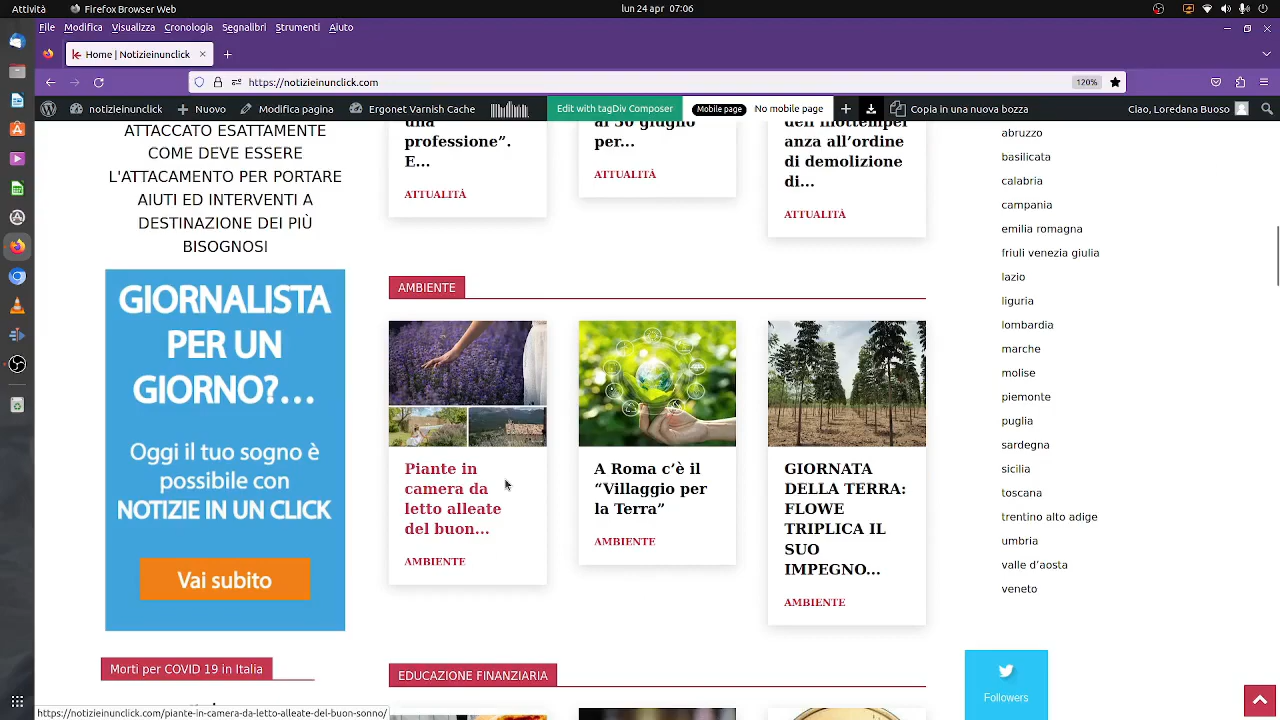 Attività
Firefox Browser Web
lun 24 apr 07:06
File Modifica Visualizza Strumenti Aiuto
Home | Notizieinunclick
https://notizieinunclick.com
120%
notizieinunclick
Nuovo
Modifica pagina
Ergonet Varnish Cache
Edit with tagDiv Composer
Mobile page
No mobile page
Copia in una nuova bozza
Ciao, Loredana Buoso
ATTACCATO ESATTAMENTE
COME DEVE ESSERE
L'ATTACAMENTO PER PORTARE
AIUTI ED INTERVENTI A
DESTINAZIONE DEI PIÙ
BISOGNOSI
GIORNALISTA
PER UN
GIORNO?...
Oggi il tuo sogno è
possibile con
NOTIZIE IN UN CLICK
Vai subito
Morti per COVID 19 in Italia
una
professione”.
E...
ATTUALITÀ
al 30 giugno
per...
ATTUALITÀ
dell’inottemper
anza all’ordine
di demolizione
di...
ATTUALITÀ
AMBIENTE
Piante in
camera da
letto alleate
del buon...
AMBIENTE
A Roma c’è il
“Villaggio per
la Terra”
AMBIENTE
GIORNATA
DELLA TERRA:
FLOWE
TRIPLICA IL
SUO
IMPEGNO...
AMBIENTE
EDUCAZIONE FINANZIARIA
abruzzo
basilicata
calabria
campania
emilia romagna
friuli venezia giulia
lazio
liguria
lombardia
marche
molise
piemonte
puglia
sardegna
sicilia
toscana
trentino alto adige
umbria
valle d’aosta
veneto
Followers
https://notizieinunclick.com/piante-in-camera-da-letto-alleate-del-buon-sonno/